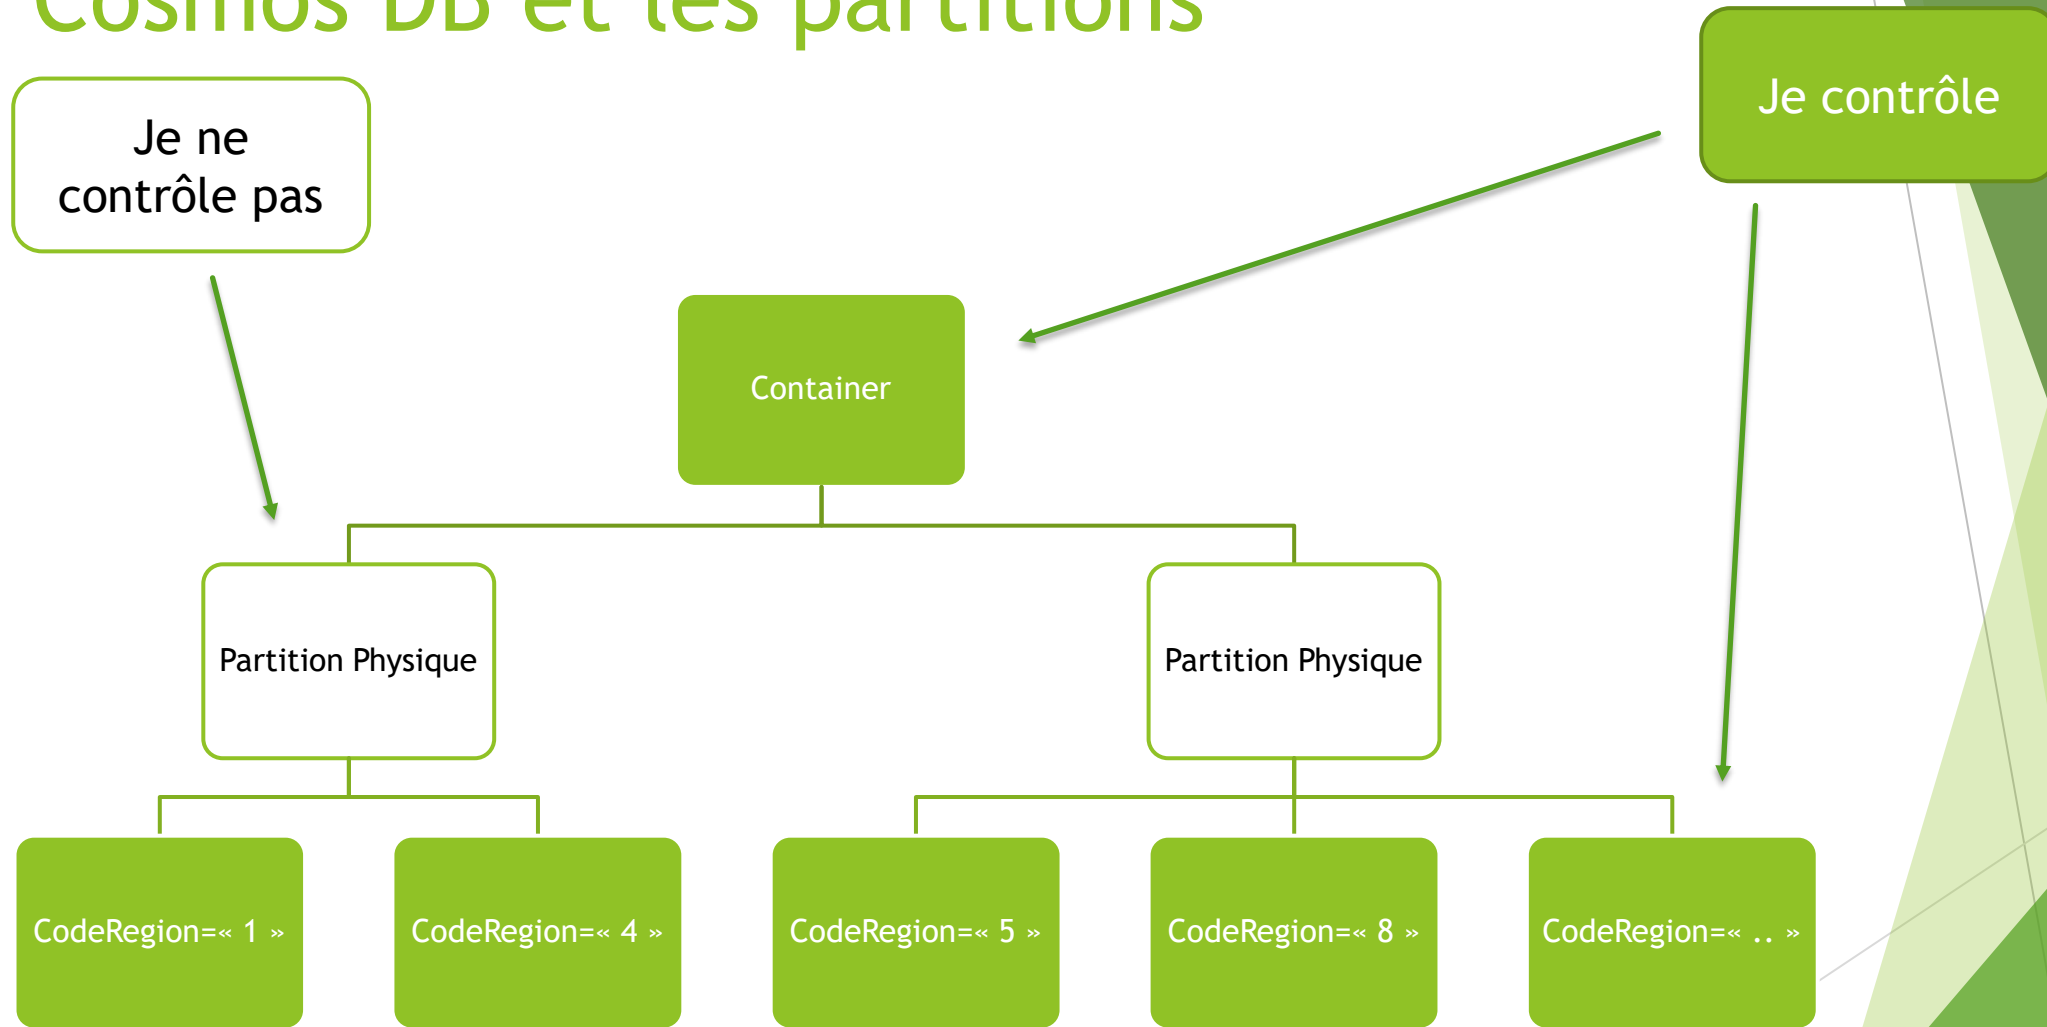 Cosmos DB et les partitions
Je contrôle
Je ne
contrôle pas
Container
Partition Physique
Partition Physique
CodeRegion=« 1 »
CodeRegion=« 4 »
CodeRegion=« 5 »
CodeRegion=« 8 »
CodeRegion=« .. »